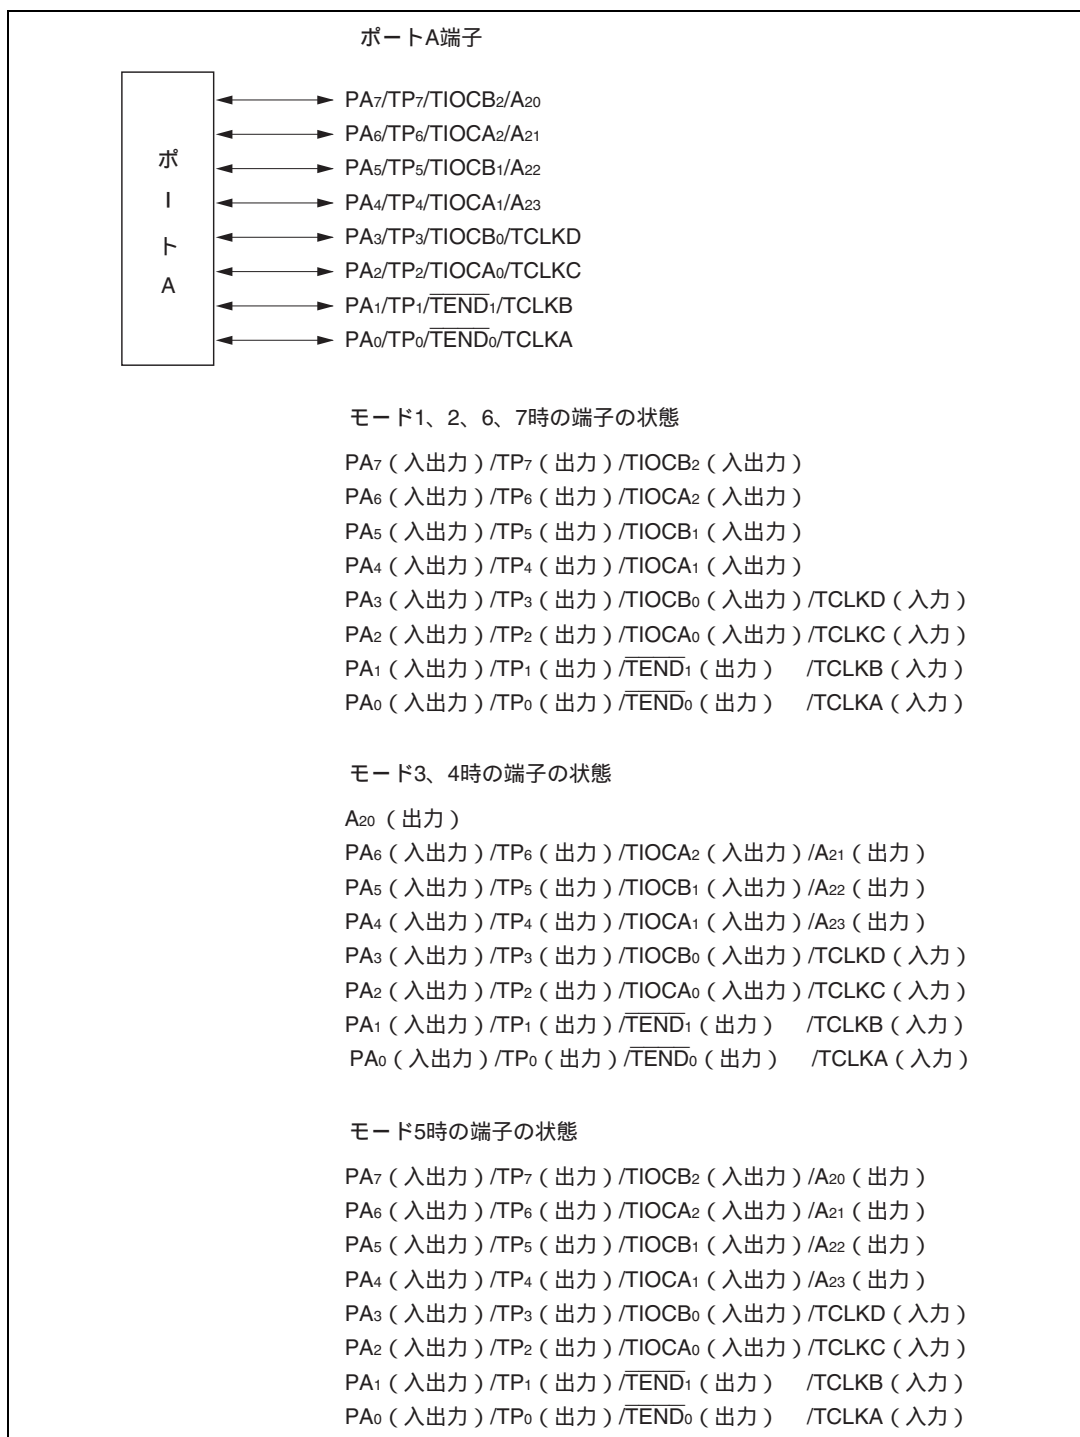 ポートA端子
ポートA
PA₇/TP₇/TIOCB₂/A₂₀
PA₆/TP₆/TIOCA₂/A₂₁
PA₅/TP₅/TIOCB₁/A₂₂
PA₄/TP₄/TIOCA₁/A₂₃
PA₃/TP₃/TIOCB₀/TCLKD
PA₂/TP₂/TIOCA₀/TCLKC
PA₁/TP₁/T̅E̅N̅D̅₁/TCLKB
PA₀/TP₀/T̅E̅N̅D̅₀/TCLKA
モード1、2、6、7時の端子の状態
PA₇(入出力)/TP₇(出力)/TIOCB₂(入出力)
PA₆(入出力)/TP₆(出力)/TIOCA₂(入出力)
PA₅(入出力)/TP₅(出力)/TIOCB₁(入出力)
PA₄(入出力)/TP₄(出力)/TIOCA₁(入出力)
PA₃(入出力)/TP₃(出力)/TIOCB₀(入出力)/TCLKD(入力)
PA₂(入出力)/TP₂(出力)/TIOCA₀(入出力)/TCLKC(入力)
PA₁(入出力)/TP₁(出力)/T̅E̅N̅D̅₁(出力) /TCLKB(入力)
PA₀(入出力)/TP₀(出力)/T̅E̅N̅D̅₀(出力) /TCLKA(入力)
モード3、4時の端子の状態
A₂₀(出力)
PA₆(入出力)/TP₆(出力)/TIOCA₂(入出力)/A₂₁(出力)
PA₅(入出力)/TP₅(出力)/TIOCB₁(入出力)/A₂₂(出力)
PA₄(入出力)/TP₄(出力)/TIOCA₁(入出力)/A₂₃(出力)
PA₃(入出力)/TP₃(出力)/TIOCB₀(入出力)/TCLKD(入力)
PA₂(入出力)/TP₂(出力)/TIOCA₀(入出力)/TCLKC(入力)
PA₁(入出力)/TP₁(出力)/T̅E̅N̅D̅₁(出力) /TCLKB(入力)
PA₀(入出力)/TP₀(出力)/T̅E̅N̅D̅₀(出力) /TCLKA(入力)
モード5時の端子の状態
PA₇(入出力)/TP₇(出力)/TIOCB₂(入出力)/A₂₀(出力)
PA₆(入出力)/TP₆(出力)/TIOCA₂(入出力)/A₂₁(出力)
PA₅(入出力)/TP₅(出力)/TIOCB₁(入出力)/A₂₂(出力)
PA₄(入出力)/TP₄(出力)/TIOCA₁(入出力)/A₂₃(出力)
PA₃(入出力)/TP₃(出力)/TIOCB₀(入出力)/TCLKD(入力)
PA₂(入出力)/TP₂(出力)/TIOCA₀(入出力)/TCLKC(入力)
PA₁(入出力)/TP₁(出力)/T̅E̅N̅D̅₁(出力) /TCLKB(入力)
PA₀(入出力)/TP₀(出力)/T̅E̅N̅D̅₀(出力) /TCLKA(入力)